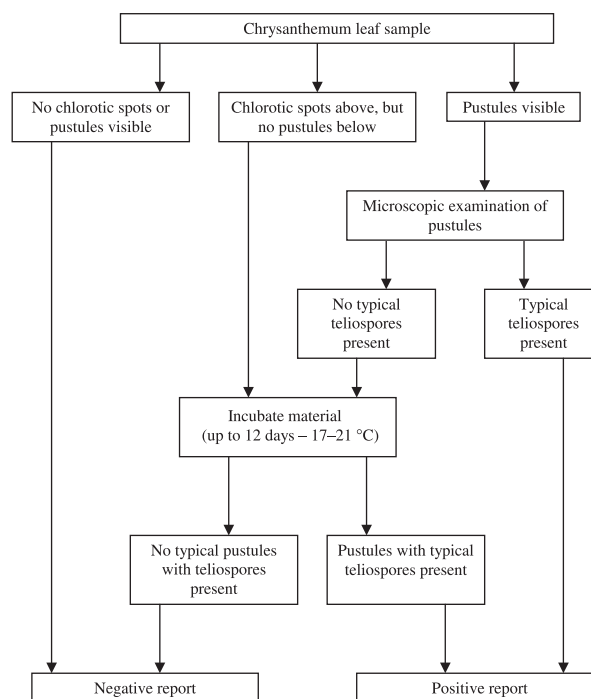 Chrysanthemum leaf sample
No chlorotic spots or
pustules visible
Chlorotic spots above, but
no pustules below
Pustules visible
Microscopic examination of
pustules
No typical
teliospores
present
Typical
teliospores
present
Incubate material
(up to 12 days – 17–21 °C)
No typical pustules
with teliospores
present
Pustules with typical
teliospores present
Negative report
Positive report